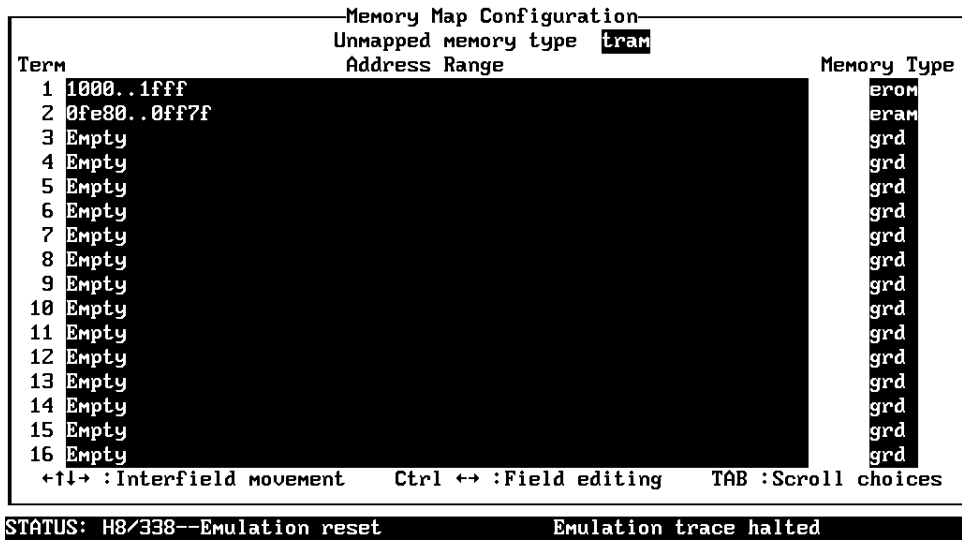 Memory Map Configuration
Unmapped memory type tram
Term Address Range Memory Type
1 1000..1fff erom
2 0fe80..0ff7f eram
3 Empty grd
4 Empty grd
5 Empty grd
6 Empty grd
7 Empty grd
8 Empty grd
9 Empty grd
10 Empty grd
11 Empty grd
12 Empty grd
13 Empty grd
14 Empty grd
15 Empty grd
16 Empty grd
←↑↓→ :Interfield movement Ctrl ↔ :Field editing TAB :Scroll choices
STATUS: H8/338--Emulation reset Emulation trace halted